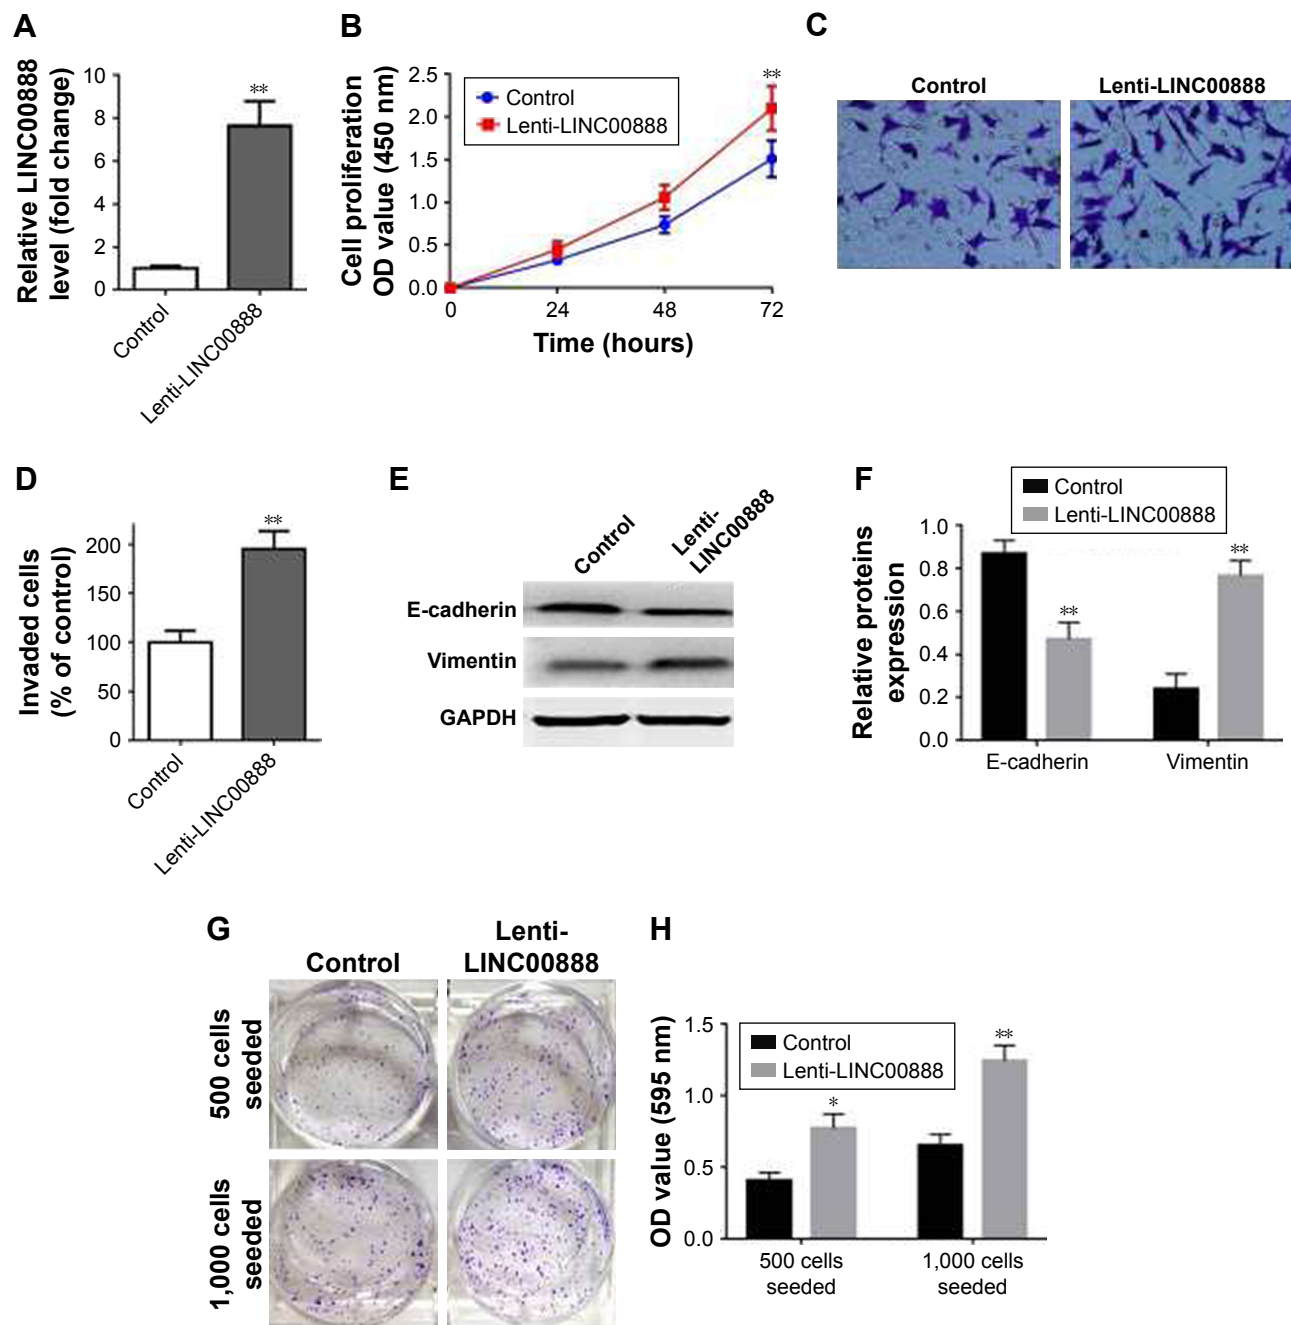 A
Relative LINC00888
level (fold change)
10
8
6
4
2
0
**
Control
Lenti-LINC00888
B
Cell proliferation
OD value (450 nm)
2.5
2.0
1.5
1.0
0.5
0.0
Control
Lenti-LINC00888
**
0
24
48
72
Time (hours)
C
Control
Lenti-LINC00888
D
Invaded cells
(% of control)
200
150
100
50
0
**
Control
Lenti-LINC00888
E
Control
Lenti-
LINC00888
E-cadherin
Vimentin
GAPDH
F
Control
Lenti-LINC00888
Relative proteins
expression
1.0
0.8
0.6
0.4
0.2
0.0
**
**
E-cadherin
Vimentin
G
Control
Lenti-
LINC00888
500 cells
seeded
1,000 cells
seeded
H
OD value (595 nm)
1.5
1.0
0.5
0.0
Control
Lenti-LINC00888
*
**
500 cells
seeded
1,000 cells
seeded